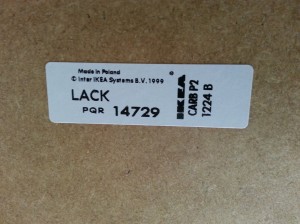 Made in Poland
© Inter IKEA Systems B.V. 1999
LACK
PQR 14729
IKEA
CARB P2
1224 B